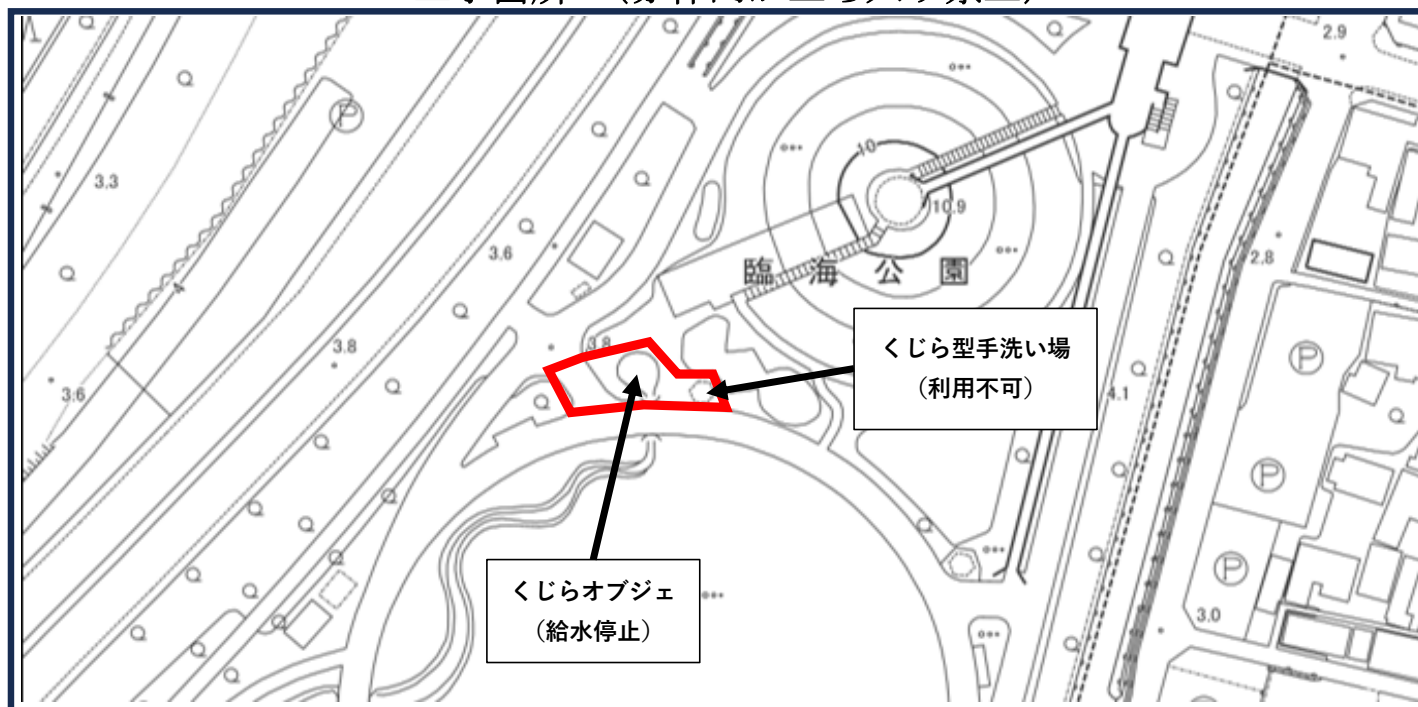 2.9
3.3
10
10.9
3.6
2.8
臨海公園
3.8
3.8
くじら型手洗い場
（利用不可）
4
3.6
4.1
くじらオブジェ
（給水停止）
3.0
P
P
P
P